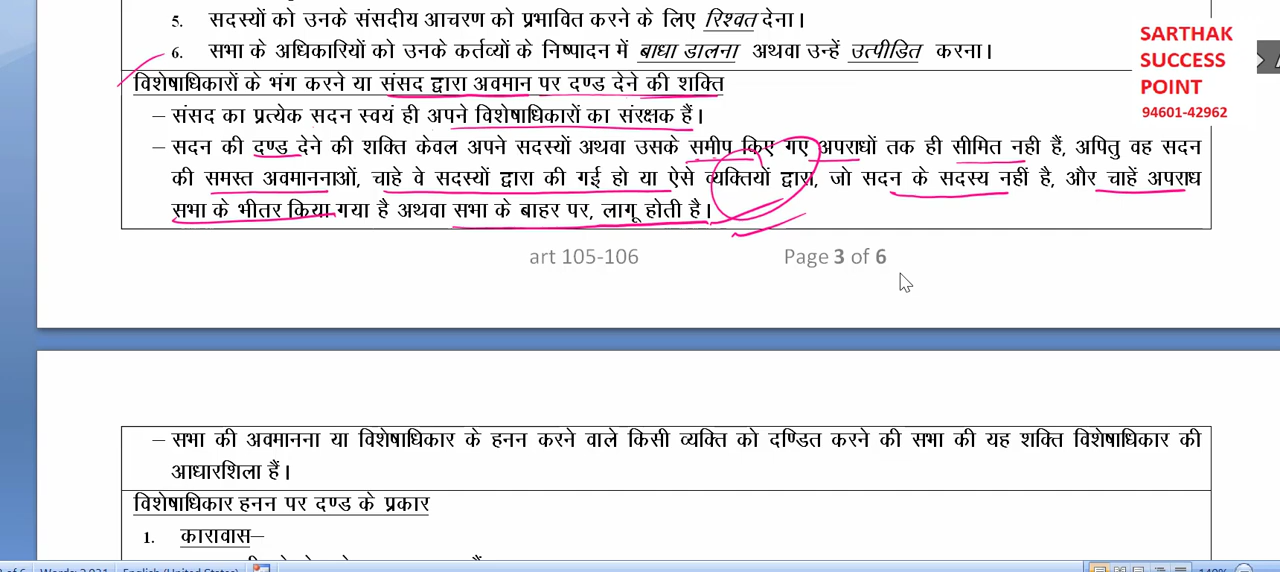 5. सदस्यों को उनके संसदीय आचरण को प्रभावित करने के लिए रिश्वत देना।
6. सभा के अधिकारियों को उनके कर्तव्यों के निष्पादन में बाधा डालना अथवा उन्हें उत्पीडित करना।
SARTHAK
SUCCESS
POINT
94601-42962
विशेषाधिकारों के भंग करने या संसद द्वारा अवमान पर दण्ड देने की शक्ति
– संसद का प्रत्येक सदन स्वयं ही अपने विशेषाधिकारों का संरक्षक हैं।
– सदन की दण्ड देने की शक्ति केवल अपने सदस्यों अथवा उसके समीप किए गए अपराधों तक ही सीमित नही हैं, अपितु वह सदन
की समस्त अवमाननाओं, चाहे वे सदस्यों द्वारा की गई हो या ऐसे व्यक्तियों द्वारा, जो सदन के सदस्य नहीं है, और चाहें अपराध
सभा के भीतर किया गया है अथवा सभा के बाहर पर, लागू होती है।
art 105-106 Page 3 of 6
– सभा की अवमानना या विशेषाधिकार के हनन करने वाले किसी व्यक्ति को दण्डित करने की सभा की यह शक्ति विशेषाधिकार की
आधारशिला हैं।
विशेषाधिकार हनन पर दण्ड के प्रकार
1. कारावास–
English (United States)